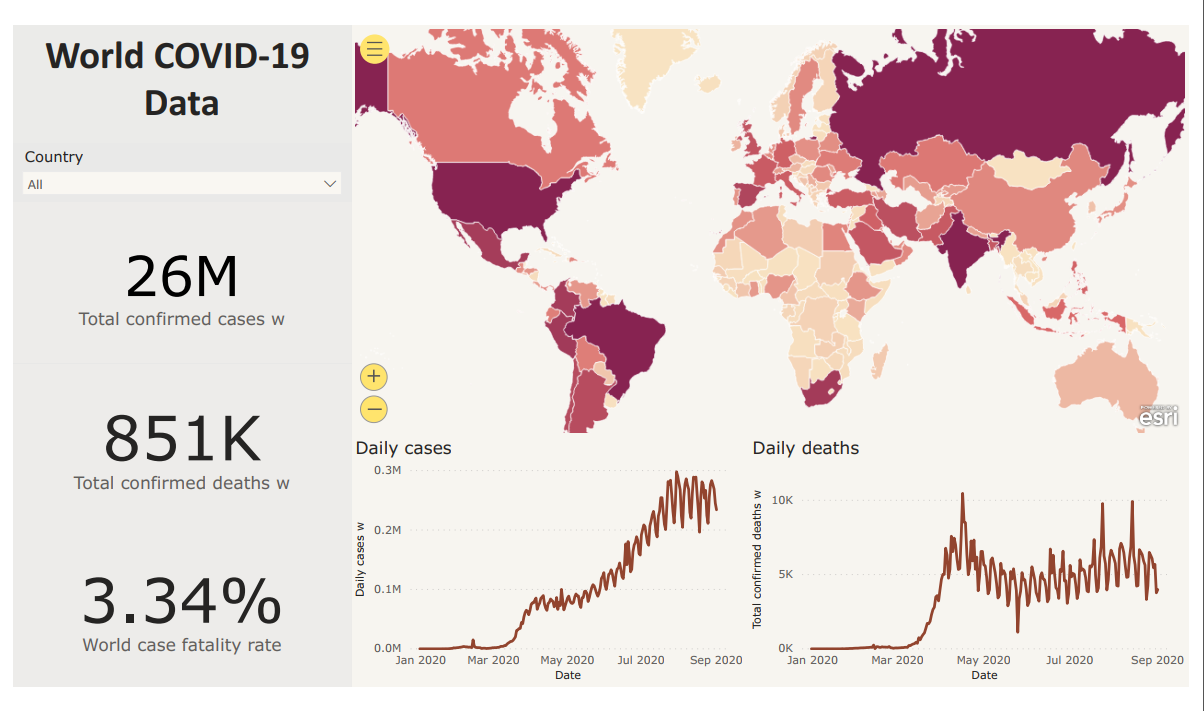 World COVID-19
Data
Country
All
26M
Total confirmed cases w
851K
Total confirmed deaths w
3.34%
World case fatality rate
esri
Daily cases
0.3M
0.2M
0.1M
0.0M
Daily cases w
Jan 2020 Mar 2020 May 2020 Jul 2020 Sep 2020
Date
Daily deaths
10K
5K
0K
Total confirmed deaths w
Jan 2020 Mar 2020 May 2020 Jul 2020 Sep 2020
Date